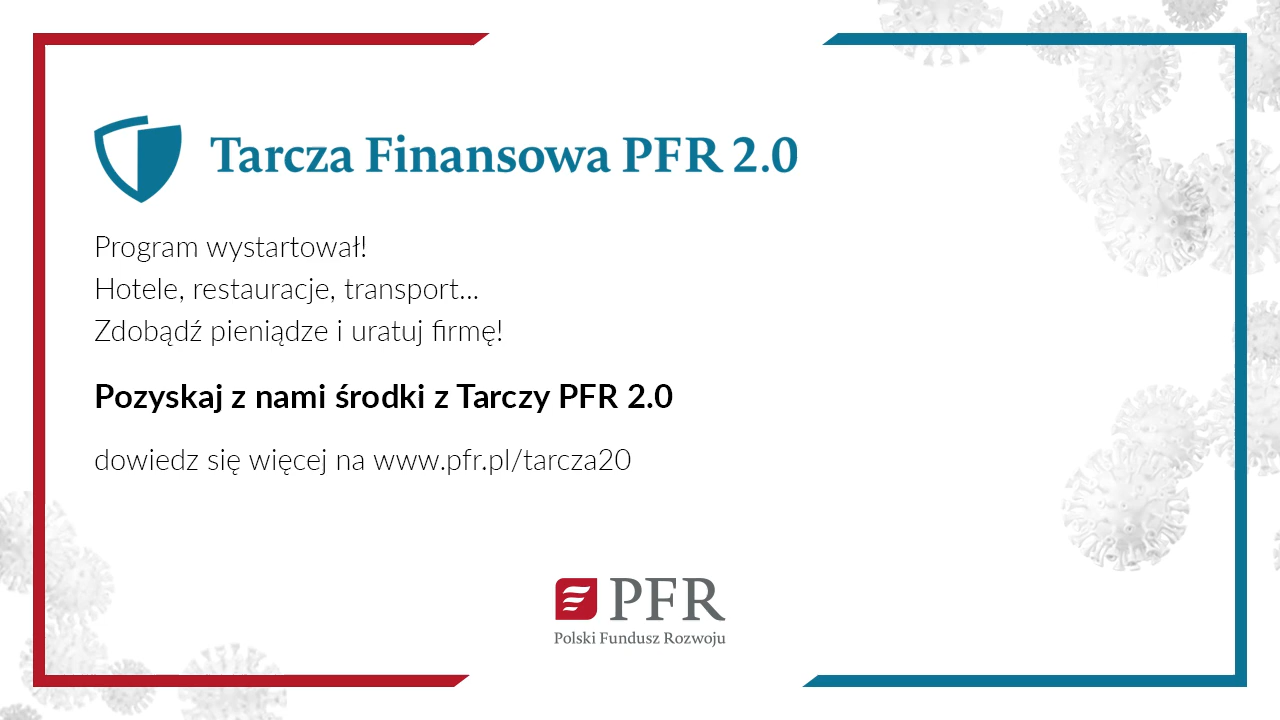 Tarcza Finansowa PFR 2.0
Program wystartował!
Hotele, restauracje, transport...
Zdobądź pieniądze i uratuj firmę!
Pozyskaj z nami środki z Tarczy PFR 2.0
dowiedz się więcej na www.pfr.pl/tarcza20
PFR
Polski Fundusz Rozwoju